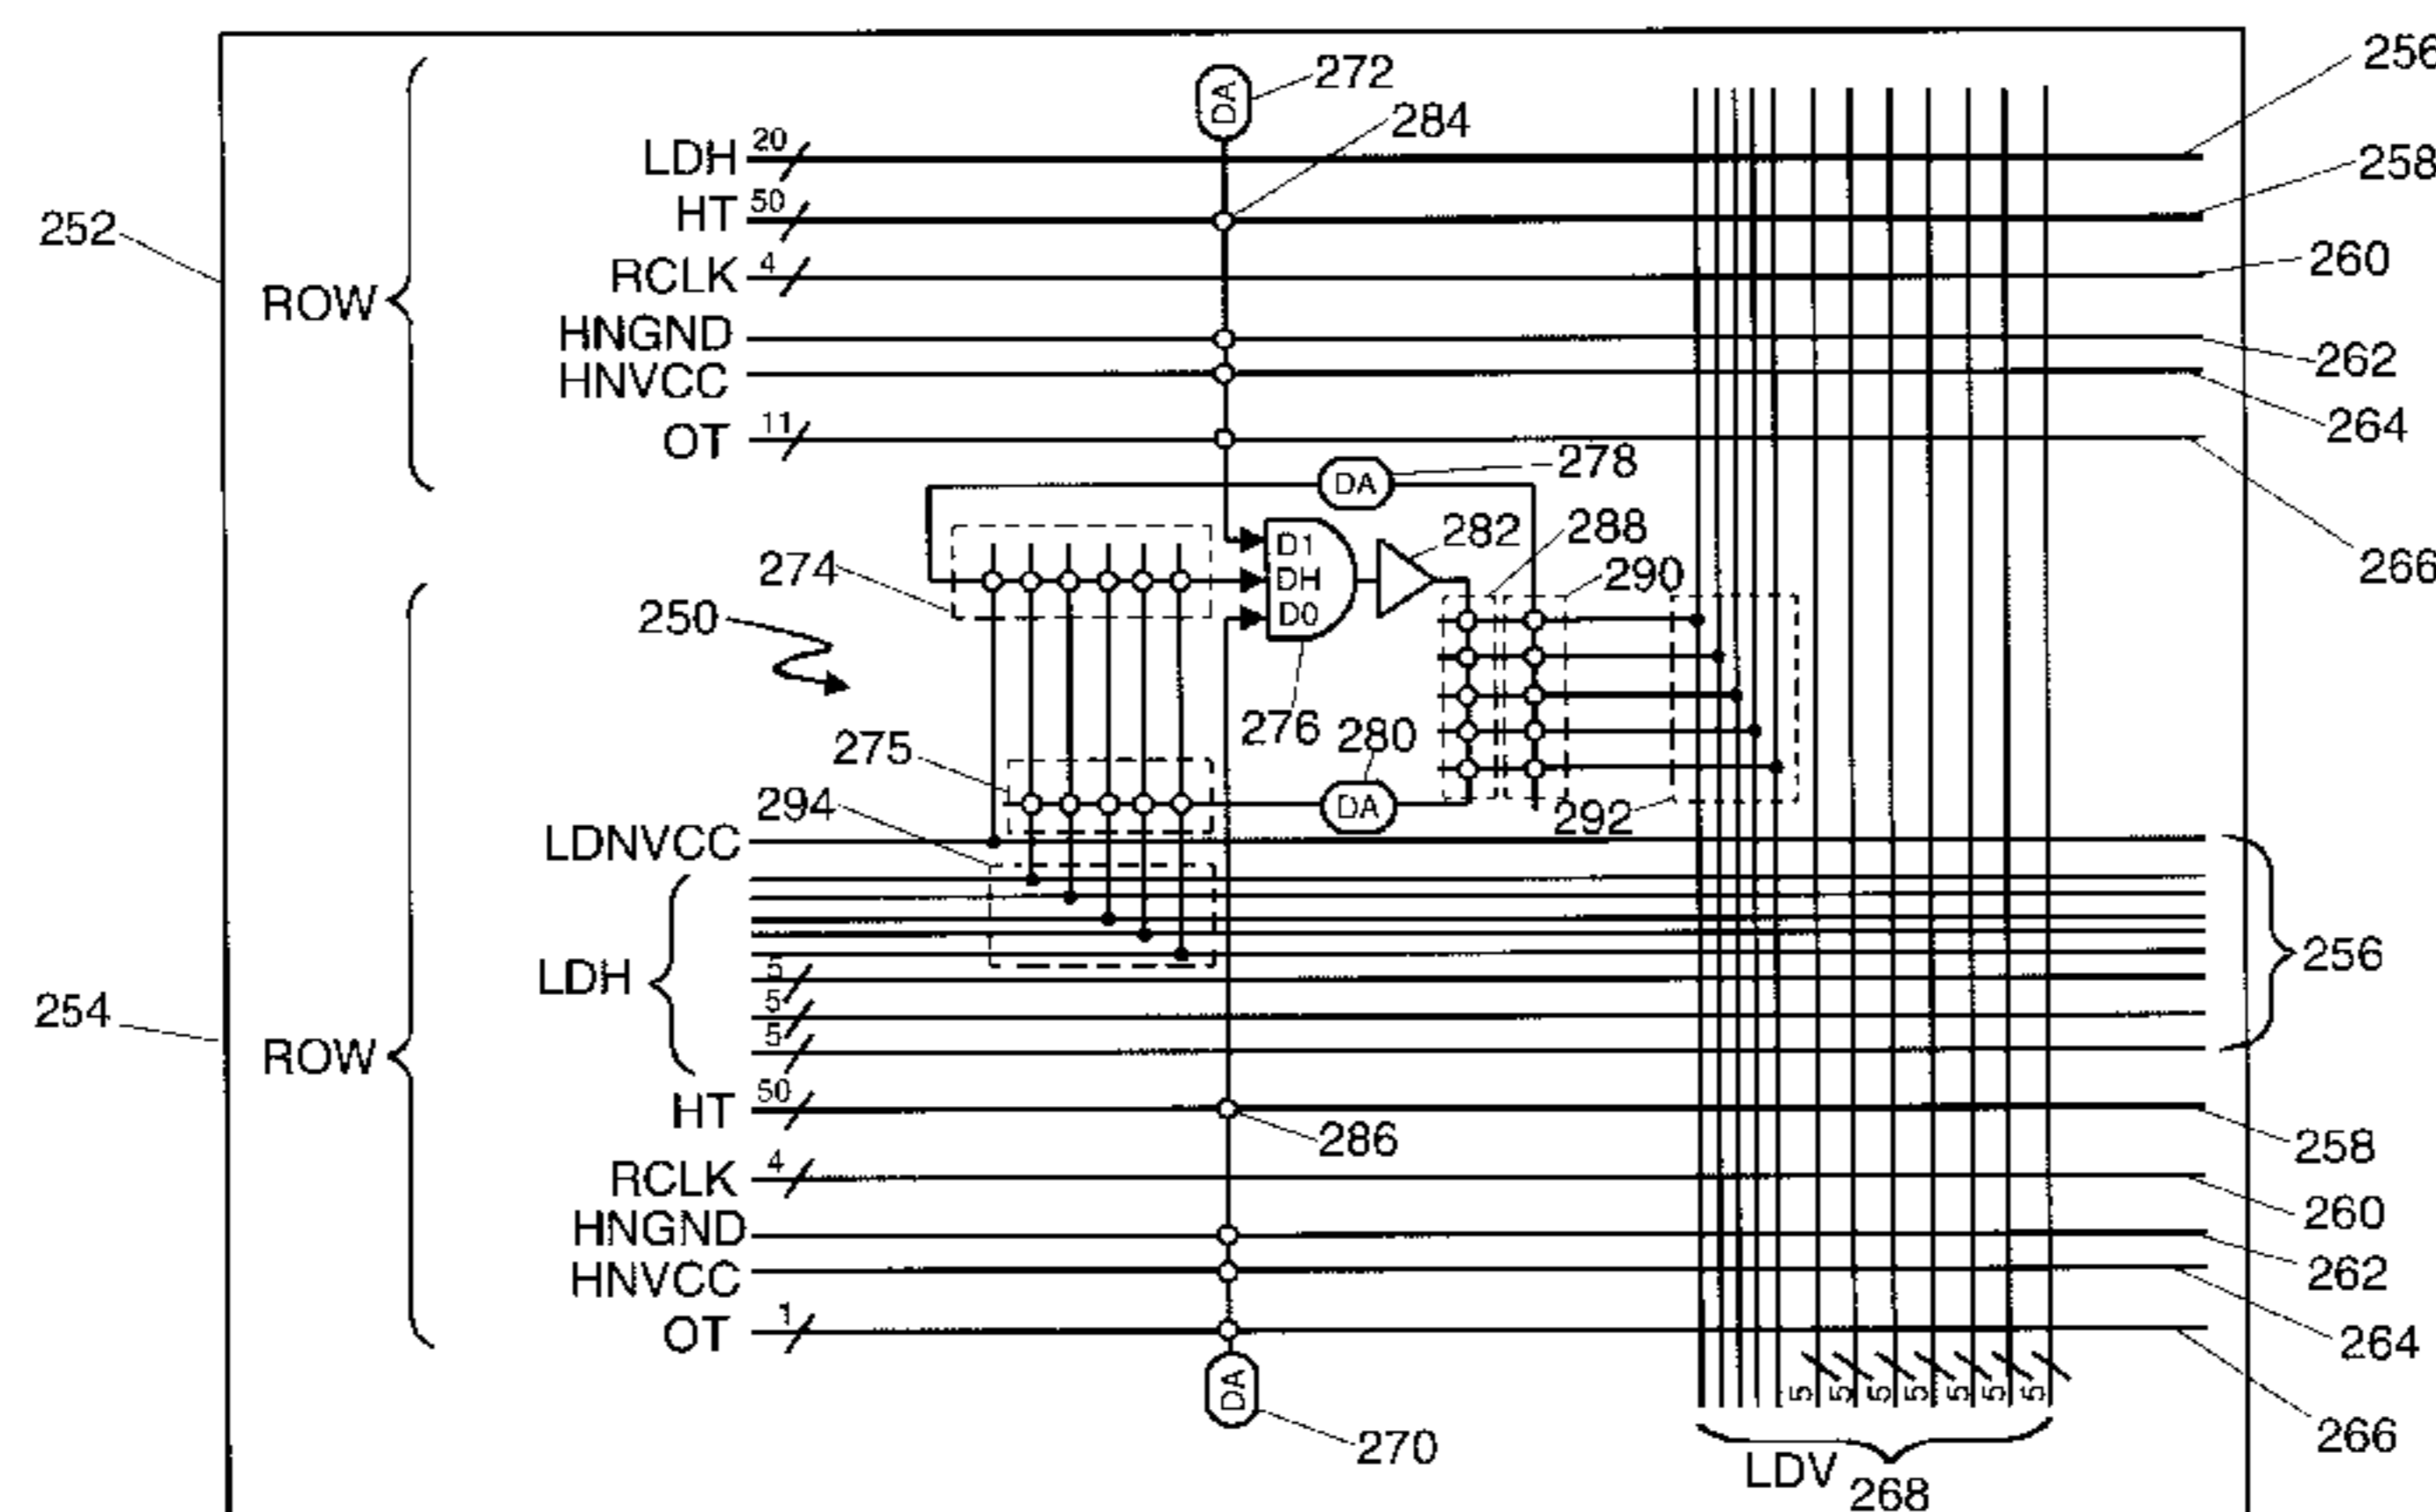 256
DA 272
284
LDH 20
258
HT 50
252
RCLK 4
260
ROW
HNGND
262
HNVCC
264
OT 11
278
DA
282 288
D1
274
DH
290
266
250
D0
276 280
275
DA
294
292
LDNVCC
LDH
256
5
5
5
254
ROW
HT 50
286
258
RCLK 4
260
HNGND
262
HNVCC
OT 1
264
DA
5 5 5 5 5 5 5
270
266
LDV
268